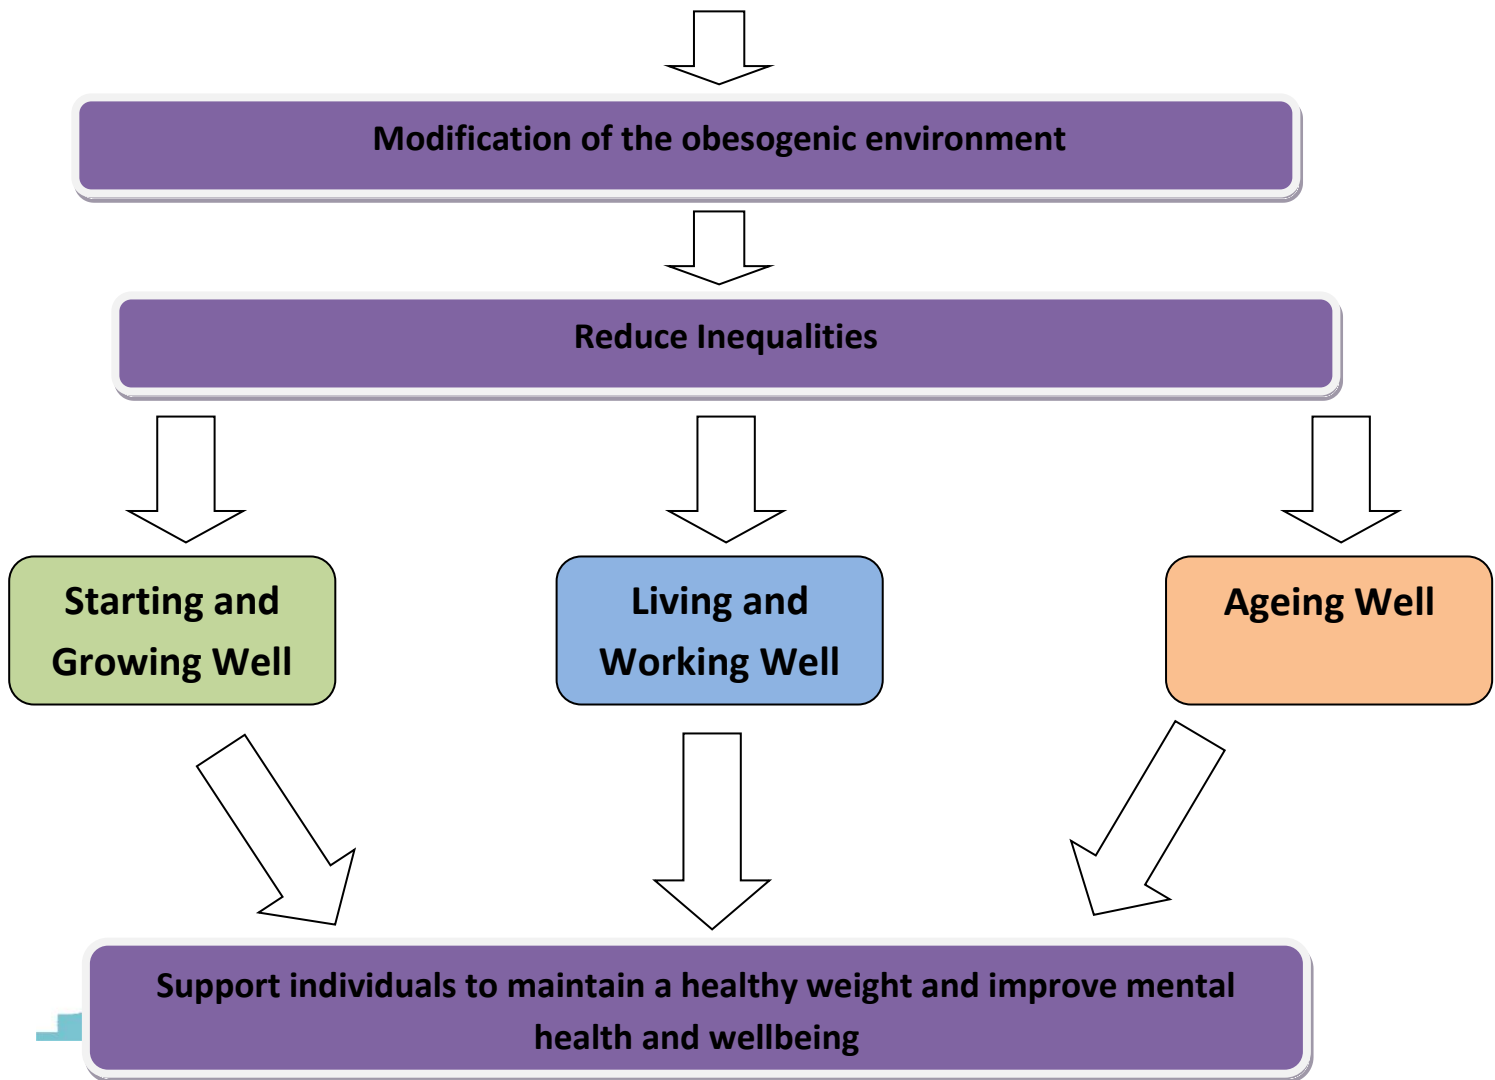 Modification of the obesogenic environment
Reduce Inequalities
Starting and
Growing Well
Living and
Working Well
Ageing Well
Support individuals to maintain a healthy weight and improve mental
health and wellbeing